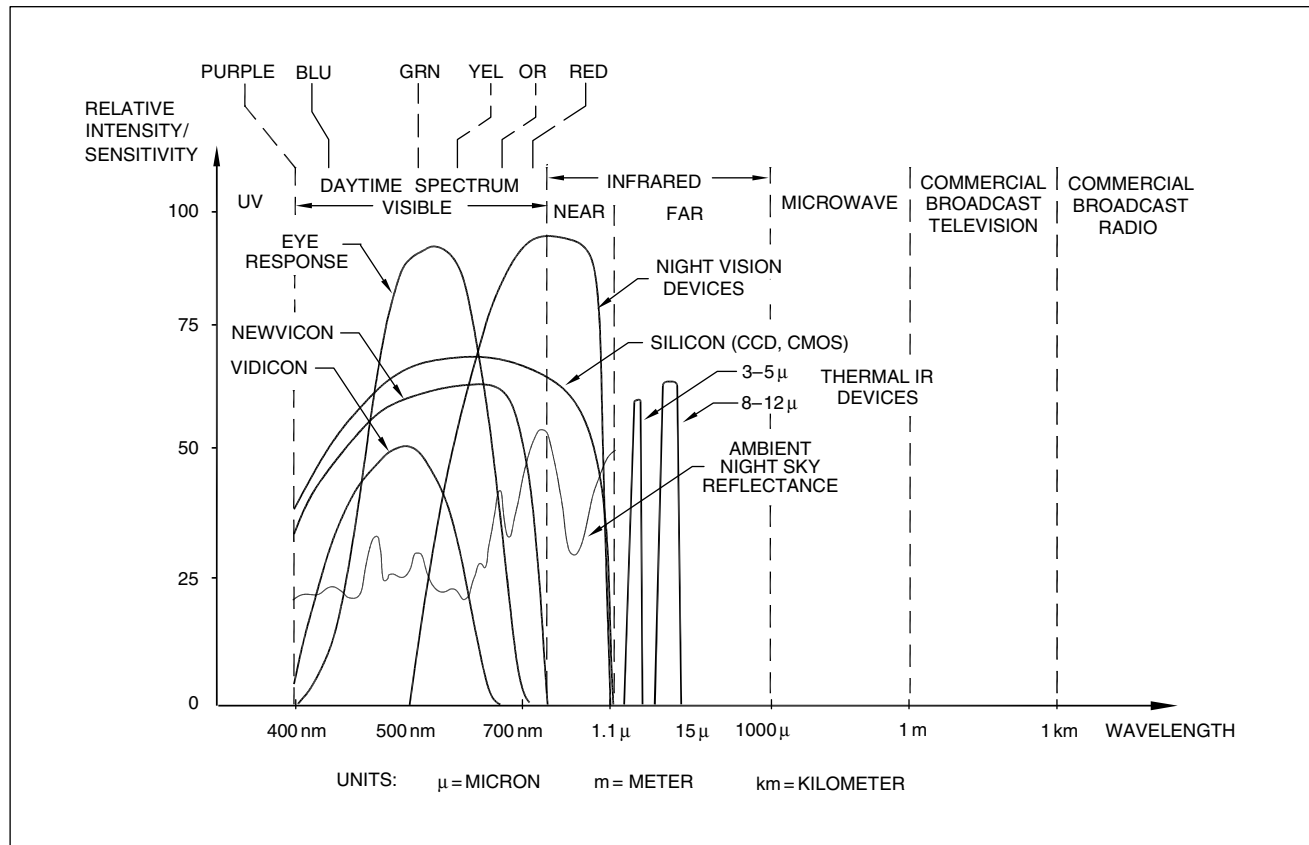 PURPLE BLU GRN YEL OR RED
RELATIVE
INTENSITY/
SENSITIVITY
UV
DAYTIME SPECTRUM
VISIBLE
INFRARED
NEAR FAR
MICROWAVE
COMMERCIAL
BROADCAST
TELEVISION
COMMERCIAL
BROADCAST
RADIO
100
75
50
25
0
EYE
RESPONSE
NEWVICON
VIDICON
NIGHT VISION
DEVICES
SILICON (CCD, CMOS)
3–5 μ
8–12 μ
THERMAL IR
DEVICES
AMBIENT
NIGHT SKY
REFLECTANCE
400 nm 500 nm 700 nm 1.1 μ 15 μ 1000 μ 1 m 1 km WAVELENGTH
UNITS: μ = MICRON m = METER km = KILOMETER